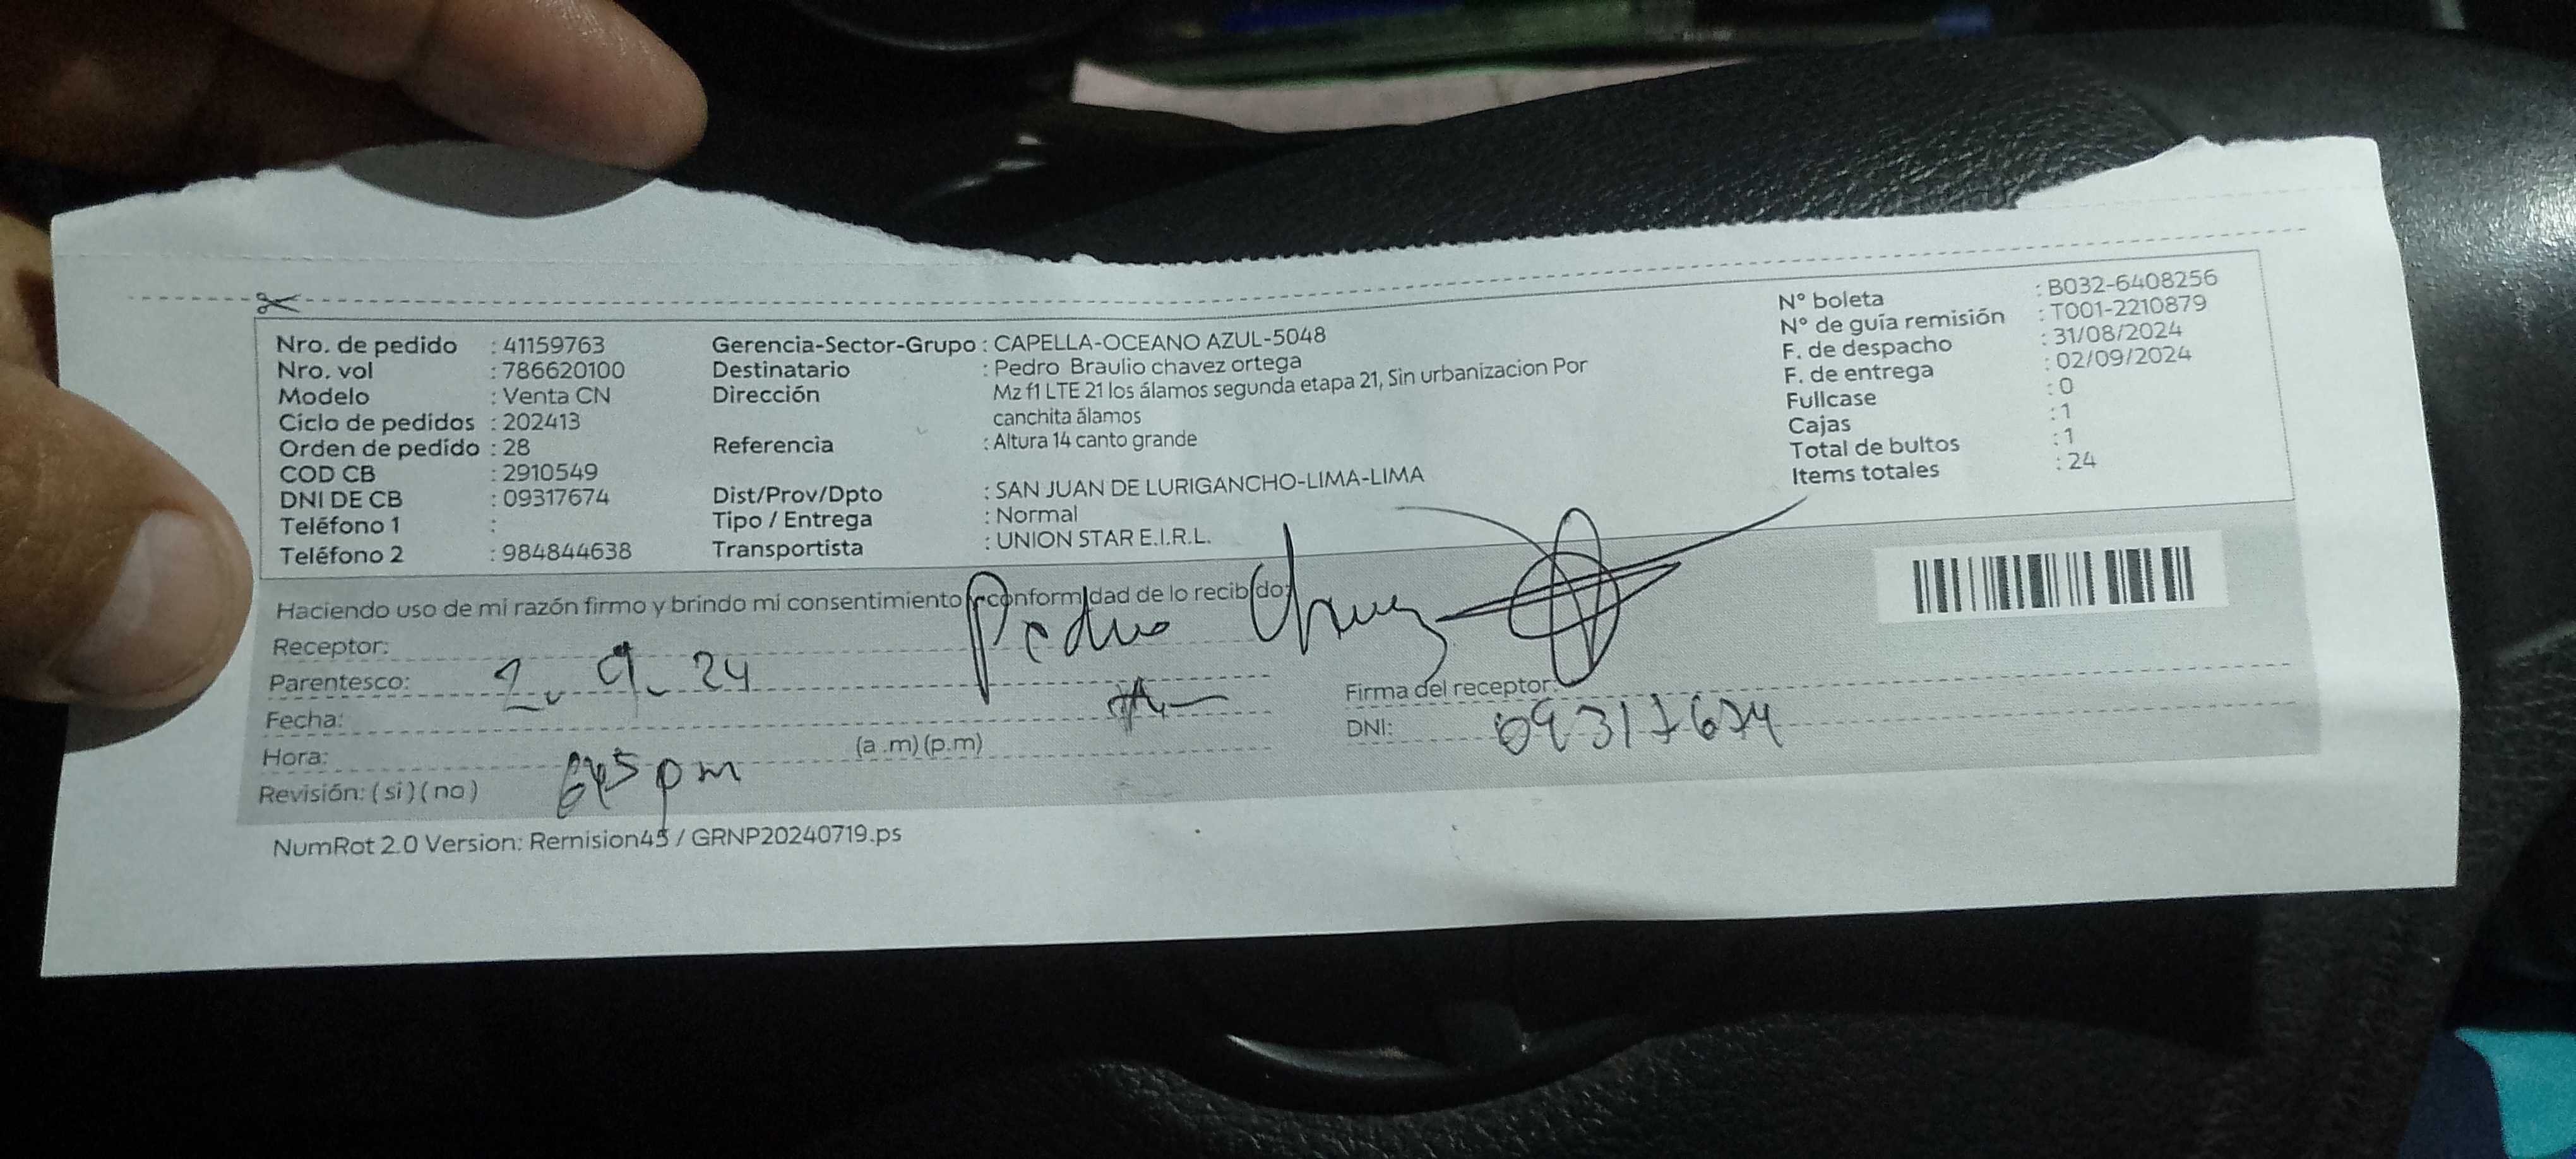 Nro. de pedido : 41159763
Nro. vol : 786620100
Modelo : Venta CN
Ciclo de pedidos : 202413
Orden de pedido : 28
COD CB : 2910549
DNI DE CB : 09317674
Teléfono 1 :
Teléfono 2 : 984844638
Gerencia-Sector-Grupo : CAPELLA-OCEANO AZUL-5048
Destinatario : Pedro Braulio chavez ortega
Dirección Mz f1 LTE 21 los álamos segunda etapa 21, Sin urbanizacion Por
canchita álamos
Referencia : Altura 14 canto grande
Dist/Prov/Dpto : SAN JUAN DE LURIGANCHO-LIMA-LIMA
Tipo / Entrega : Normal
Transportista : UNION STAR E.I.R.L.
N° boleta : B032-6408256
N° de guía remisión : T001-2210879
F. de despacho : 31/08/2024
F. de entrega : 02/09/2024
Fullcase : 0
Cajas : 1
Total de bultos : 1
Items totales : 24
Haciendo uso de mi razón firmo y brindo mi consentimiento y conformidad de lo recibido:
Receptor: Pedro Chavez
Parentesco: 2. 9. 24
Firma del receptor:
Fecha:
DNI: 09317674
Hora: (a .m) (p.m)
645 pm
Revisión: ( si ) ( no )
NumRot 2.0 Version: Remision45 / GRNP20240719.ps